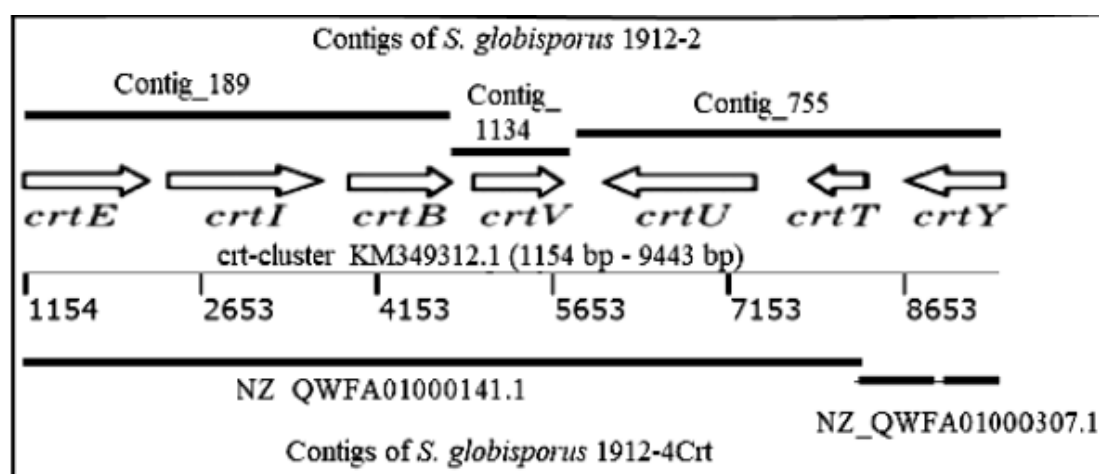 Contigs of S. globisporus 1912-2
Contig_189
Contig_
1134
Contig_755
crtE crtI crtB crtV crtU crtT crtY
crt-cluster KM349312.1 (1154 bp - 9443 bp)
1154 2653 4153 5653 7153 8653
NZ QWFA01000141.1
NZ_QWFA01000307.1
Contigs of S. globisporus 1912-4Crt